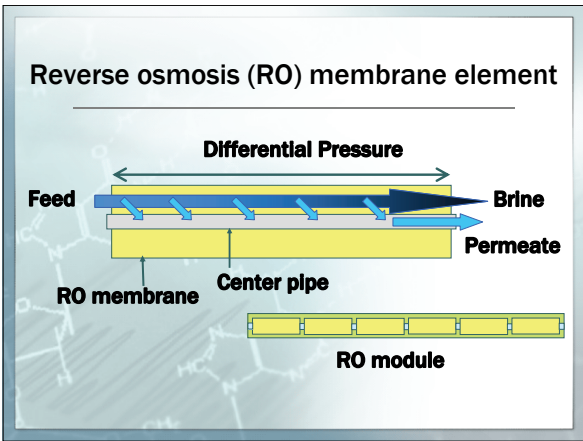 Reverse osmosis (RO) membrane element
Differential Pressure
Feed
Brine
Permeate
Center pipe
RO membrane
RO module